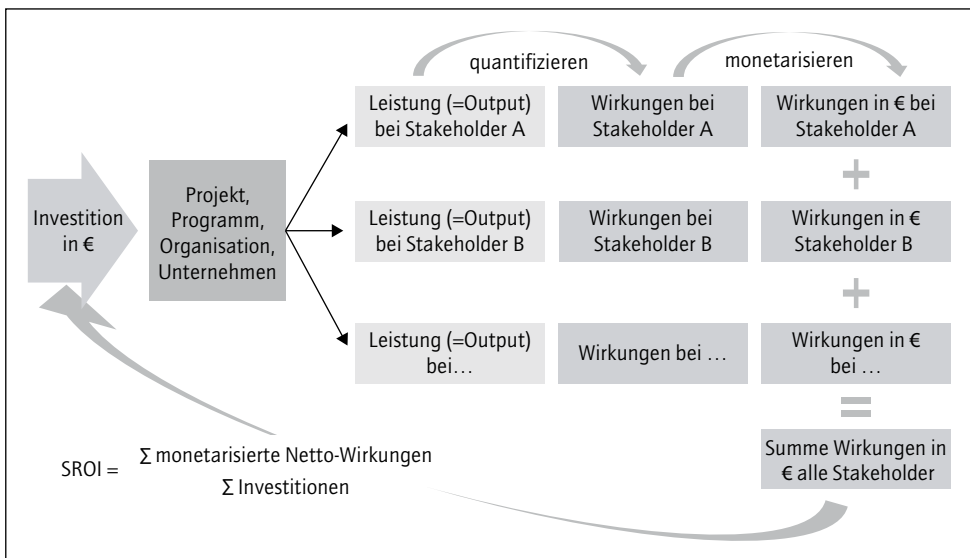 quantifizieren
monetarisieren
Leistung (=Output)
bei Stakeholder A
Wirkungen bei
Stakeholder A
Wirkungen in € bei
Stakeholder A
+
Investition
in €
Projekt,
Programm,
Organisation,
Unternehmen
Leistung (=Output)
bei Stakeholder B
Wirkungen bei
Stakeholder B
Wirkungen in €
Stakeholder B
+
Leistung (=Output)
bei…
Wirkungen bei …
Wirkungen in €
bei …
=
Summe Wirkungen in
€ alle Stakeholder
SROI =
Σ monetarisierte Netto-Wirkungen
Σ Investitionen